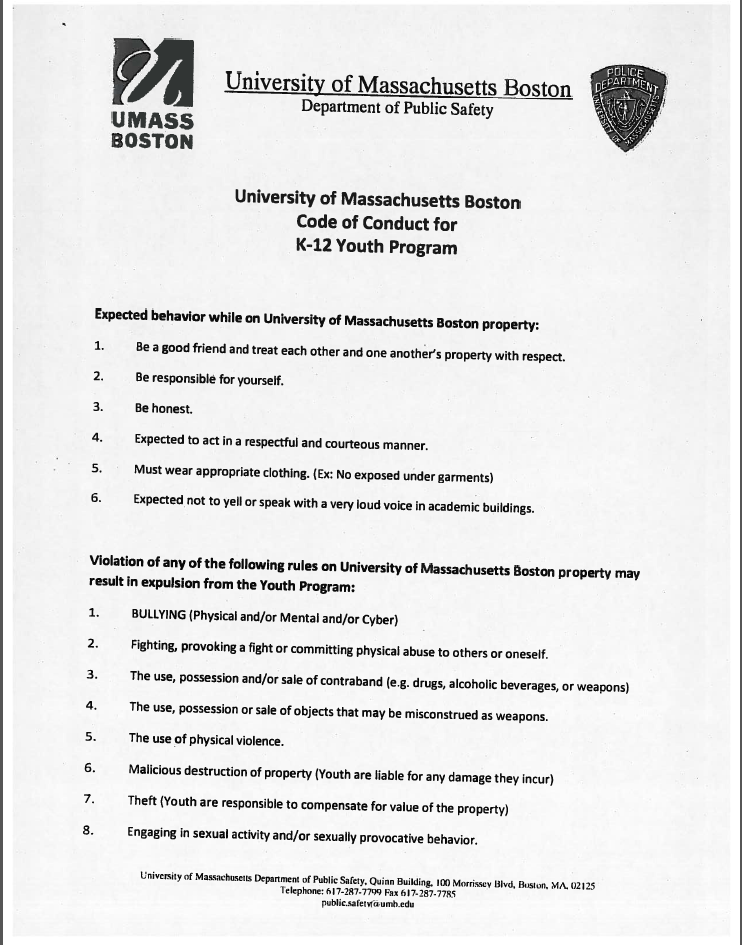 UMASS
BOSTON
University of Massachusetts Boston
Department of Public Safety
POLICE
DEPARTMENT
UNIVERSITY OF
MASSACHUSETTS
University of Massachusetts Boston
Code of Conduct for
K-12 Youth Program
Expected behavior while on University of Massachusetts Boston property:
1. Be a good friend and treat each other and one another's property with respect.
2. Be responsible for yourself.
3. Be honest.
4. Expected to act in a respectful and courteous manner.
5. Must wear appropriate clothing. (Ex: No exposed under garments)
6. Expected not to yell or speak with a very loud voice in academic buildings.
Violation of any of the following rules on University of Massachusetts Boston property may
result in expulsion from the Youth Program:
1. BULLYING (Physical and/or Mental and/or Cyber)
2. Fighting, provoking a fight or committing physical abuse to others or oneself.
3. The use, possession and/or sale of contraband (e.g. drugs, alcoholic beverages, or weapons)
4. The use, possession or sale of objects that may be misconstrued as weapons.
5. The use of physical violence.
6. Malicious destruction of property (Youth are liable for any damage they incur)
7. Theft (Youth are responsible to compensate for value of the property)
8. Engaging in sexual activity and/or sexually provocative behavior.
University of Massachusetts Department of Public Safety, Quinn Building, 100 Morrissey Blvd, Boston, MA. 02125
Telephone: 617-287-7799 Fax 617-287-7785
public.safety@umb.edu